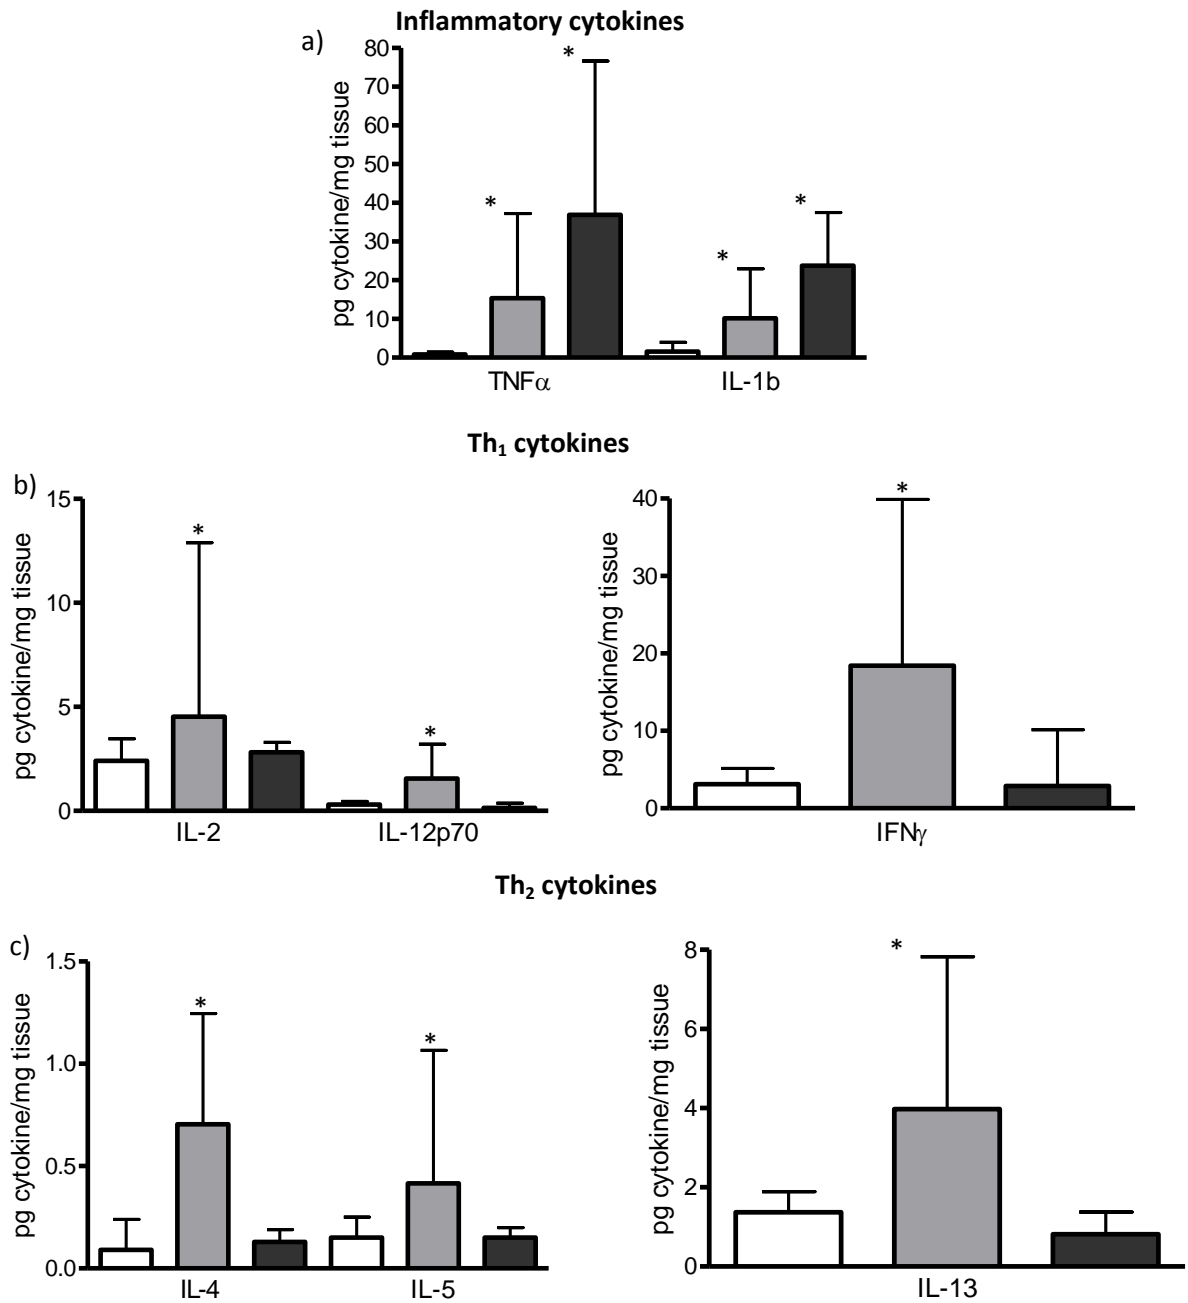 Inflammatory cytokines
a)
pg cytokine/mg tissue
80
70
60
50
40
30
20
10
0
*
*
*
*
TNFα
IL-1b
Th₁ cytokines
b)
pg cytokine/mg tissue
15
10
5
0
*
*
IL-2
IL-12p70
pg cytokine/mg tissue
40
30
20
10
0
*
IFNγ
Th₂ cytokines
c)
pg cytokine/mg tissue
1.5
1.0
0.5
0.0
*
*
IL-4
IL-5
pg cytokine/mg tissue
8
6
4
2
0
*
IL-13